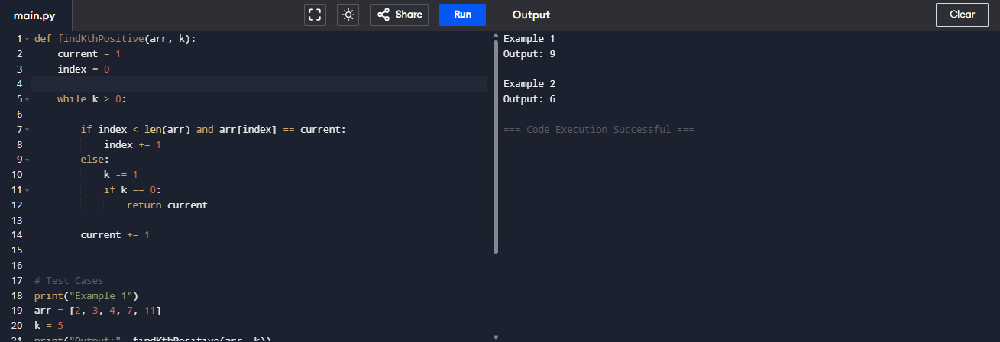 main.py
Share
Run
Output
Clear
1 def findKthPositive(arr, k):
2     current = 1
3     index = 0
4
5     while k > 0:
6
7         if index < len(arr) and arr[index] == current:
8             index += 1
9         else:
10             k -= 1
11             if k == 0:
12                 return current
13
14         current += 1
15
16
17 # Test Cases
18 print("Example 1")
19 arr = [2, 3, 4, 7, 11]
20 k = 5
21 print("Output:", findKthPositive(arr, k))
Example 1
Output: 9
Example 2
Output: 6
=== Code Execution Successful ===